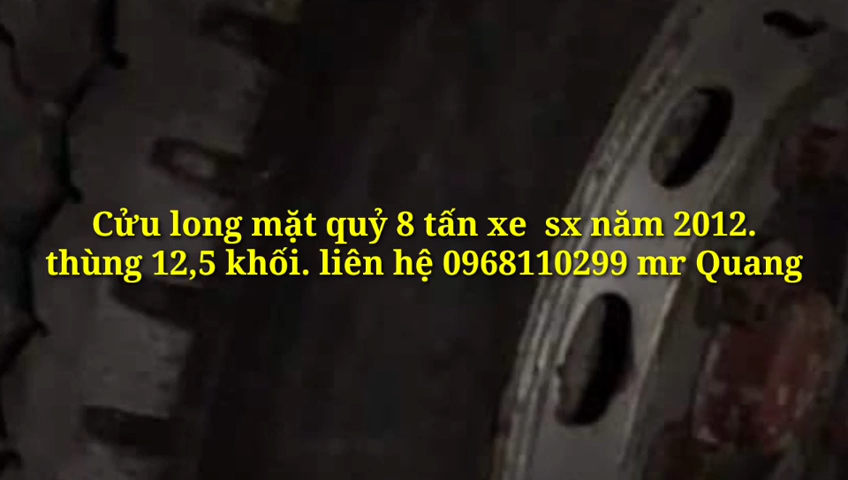 Cửu long mặt quỷ 8 tấn xe  sx năm 2012.
thùng 12,5 khối. liên hệ 0968110299 mr Quang